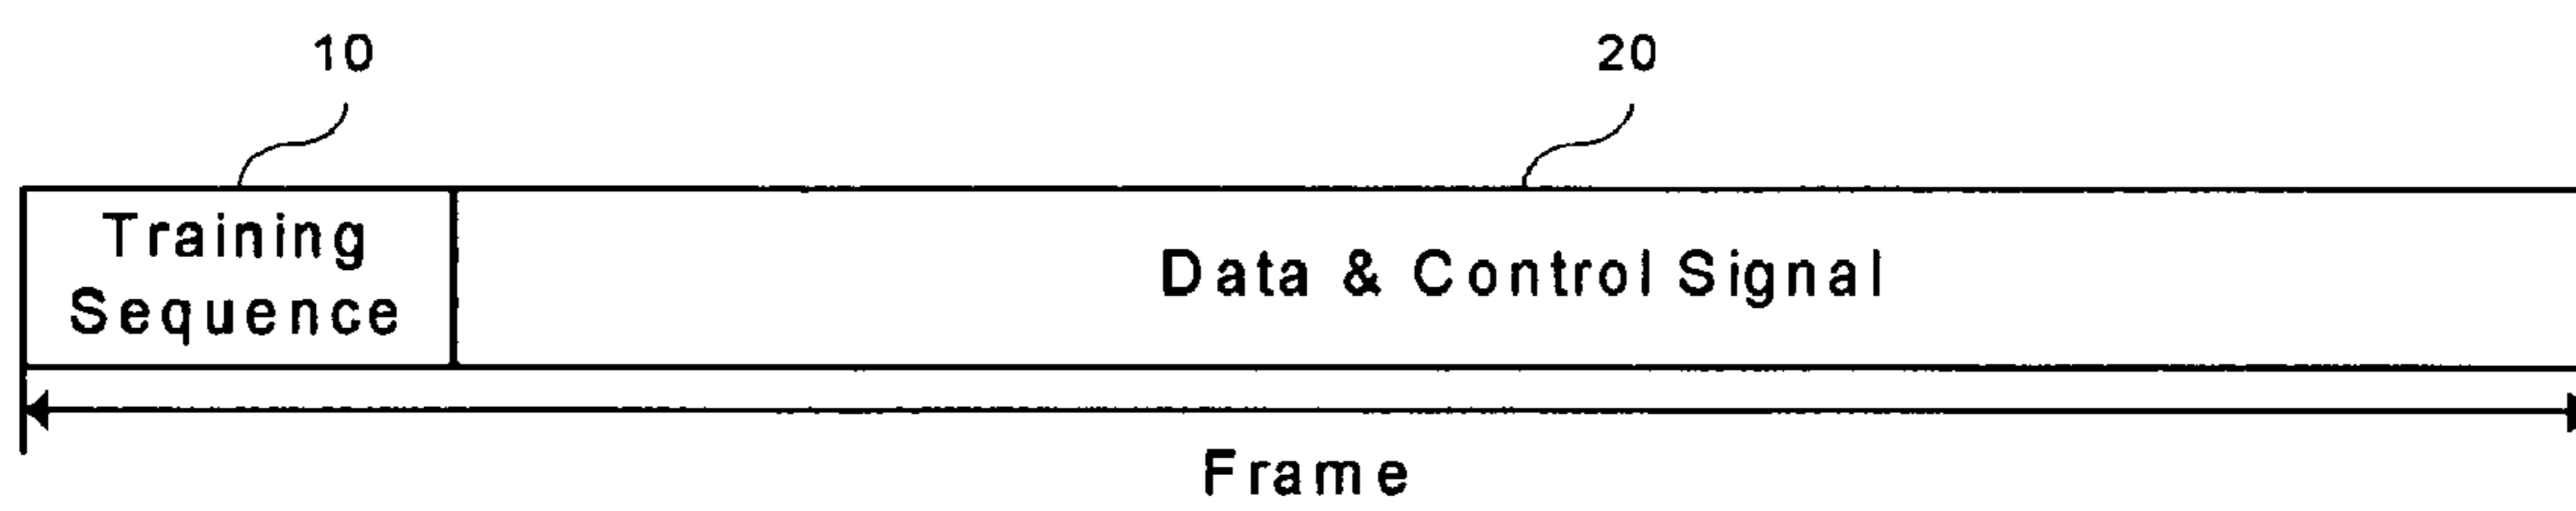 10
20
Training
Sequence
Data & Control Signal
Frame